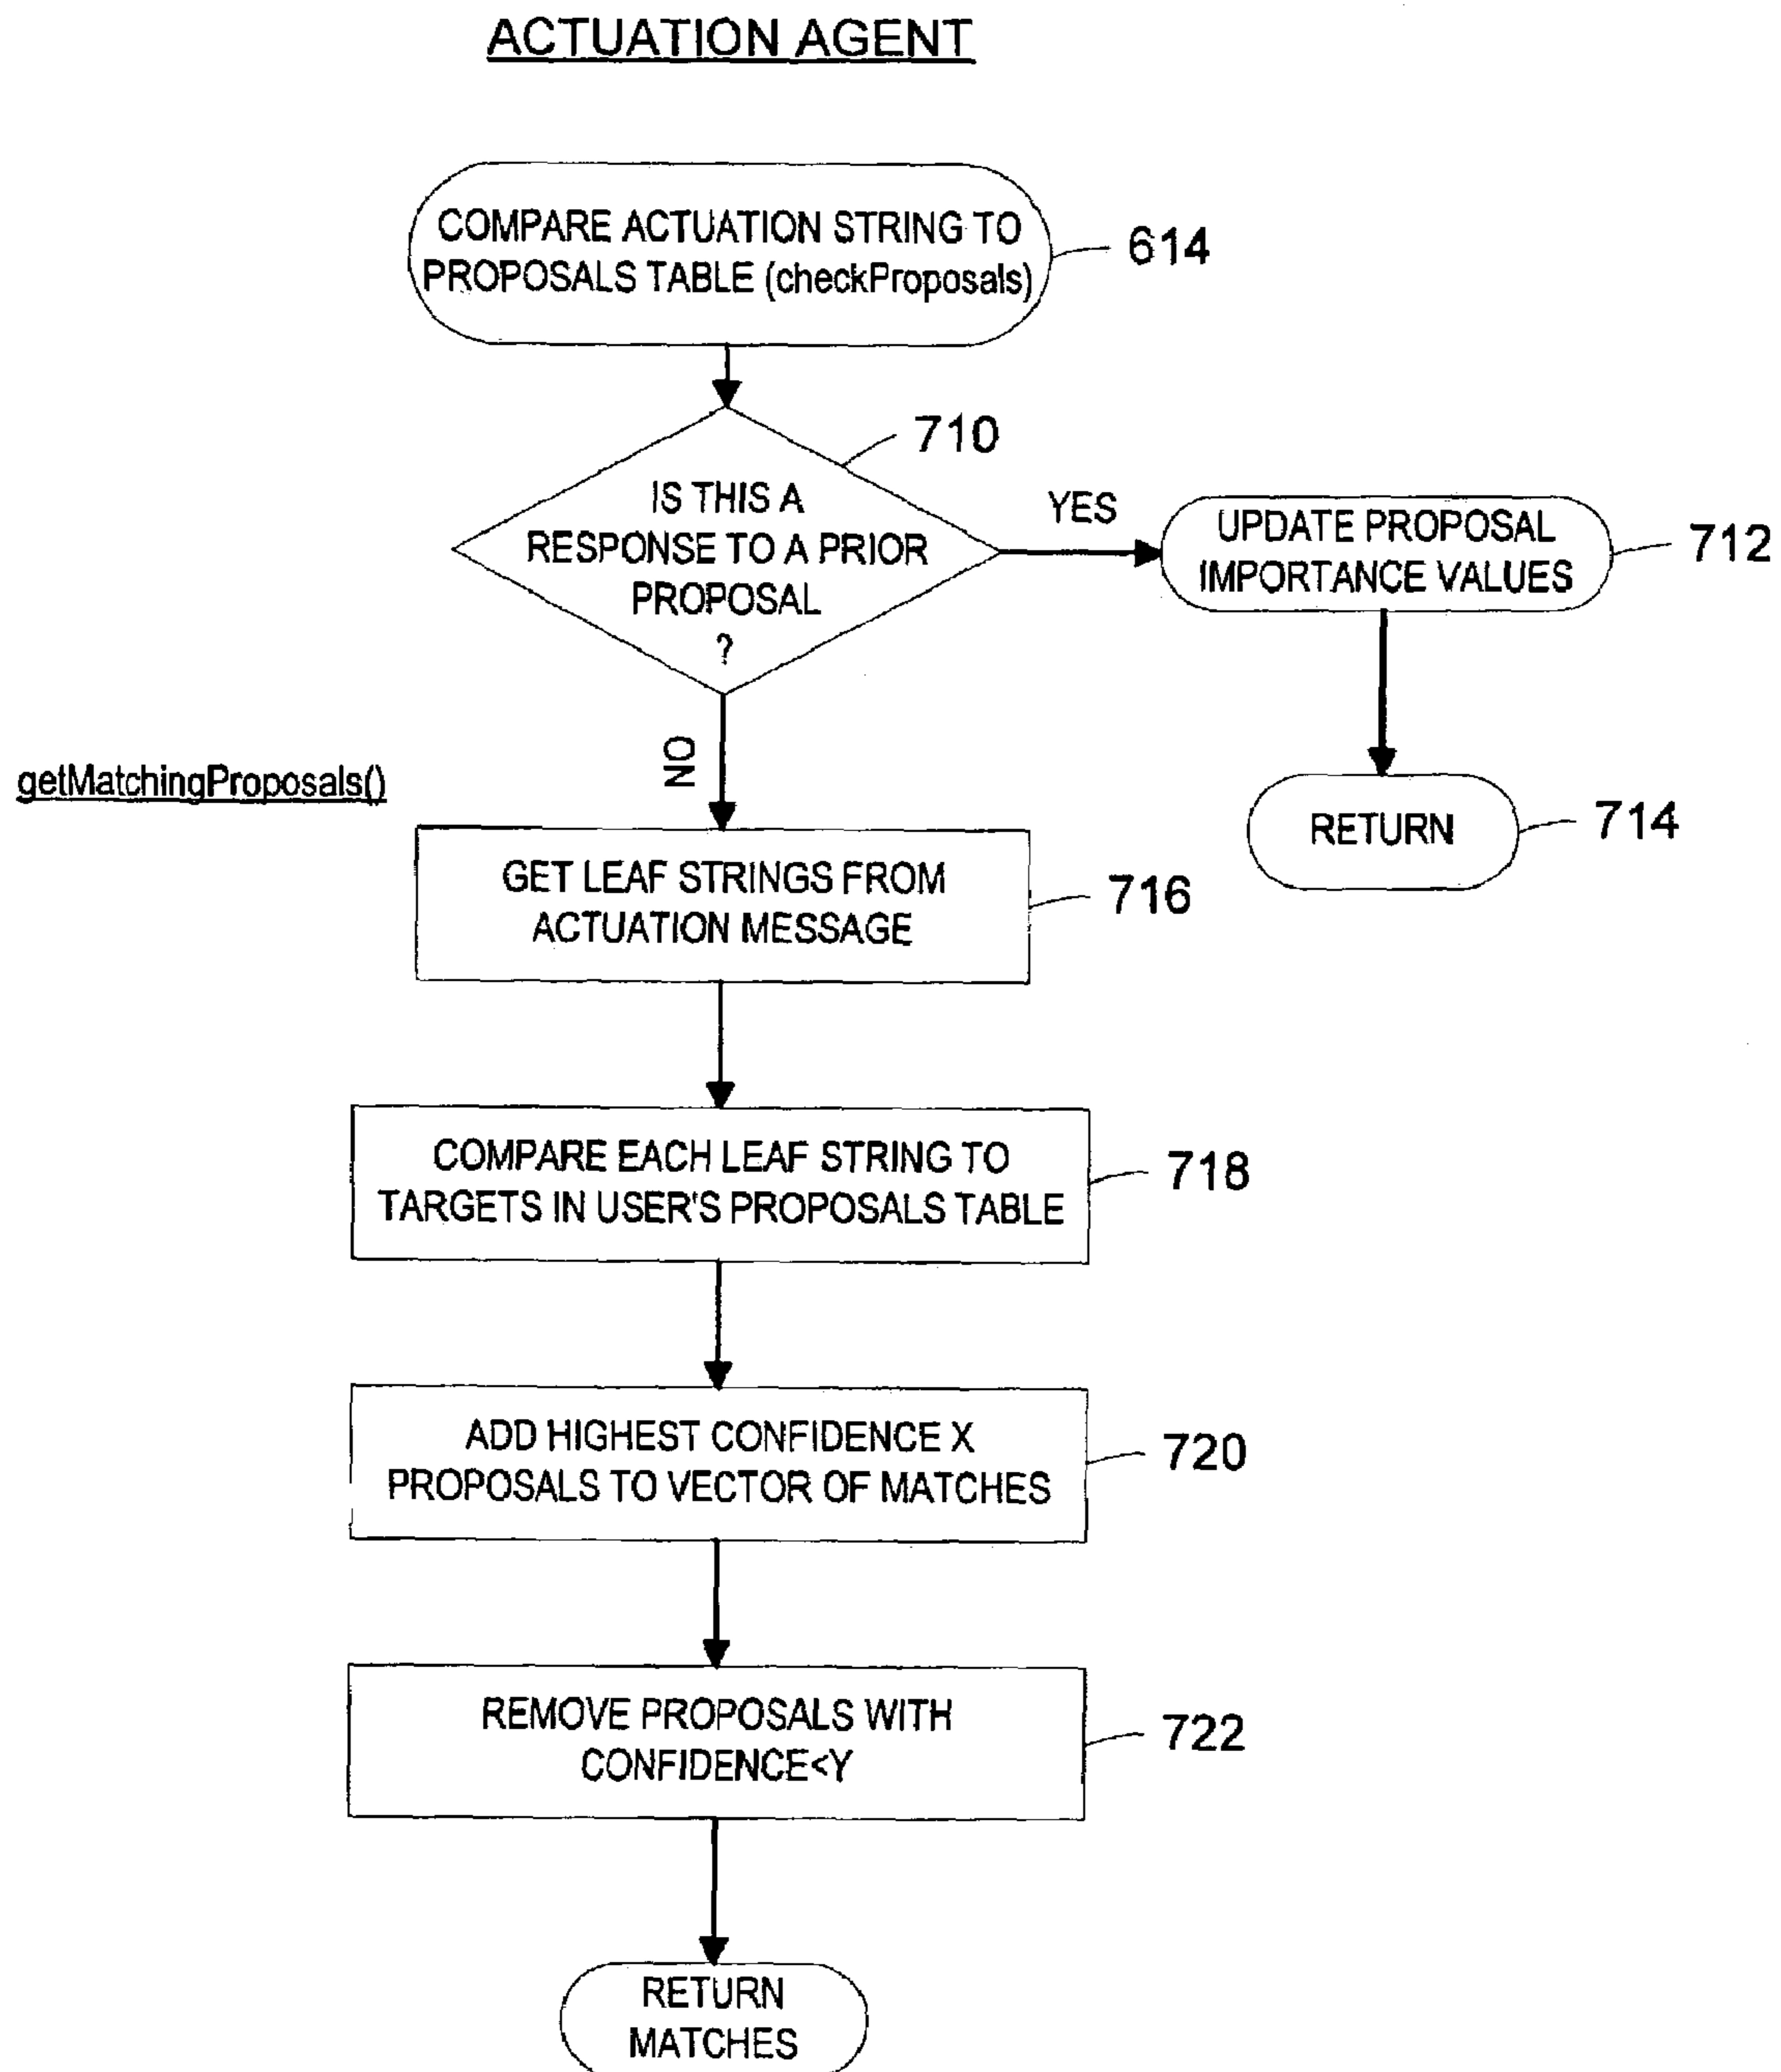 ACTUATION AGENT
COMPARE ACTUATION STRING TO
PROPOSALS TABLE (checkProposals)
614
710
IS THIS A
RESPONSE TO A PRIOR
PROPOSAL
?
YES
UPDATE PROPOSAL
IMPORTANCE VALUES
712
NO
getMatchingProposals()
RETURN
714
GET LEAF STRINGS FROM
ACTUATION MESSAGE
716
COMPARE EACH LEAF STRING TO
TARGETS IN USER'S PROPOSALS TABLE
718
ADD HIGHEST CONFIDENCE X
PROPOSALS TO VECTOR OF MATCHES
720
REMOVE PROPOSALS WITH
CONFIDENCE<Y
722
RETURN
MATCHES